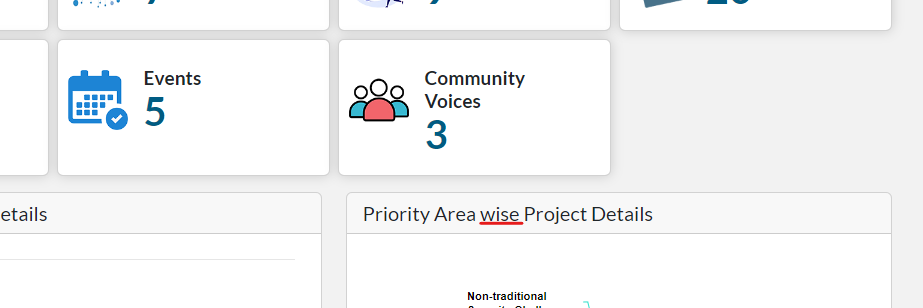 Events
5
Community
Voices
3
etails
Priority Area wise Project Details
Non-traditional